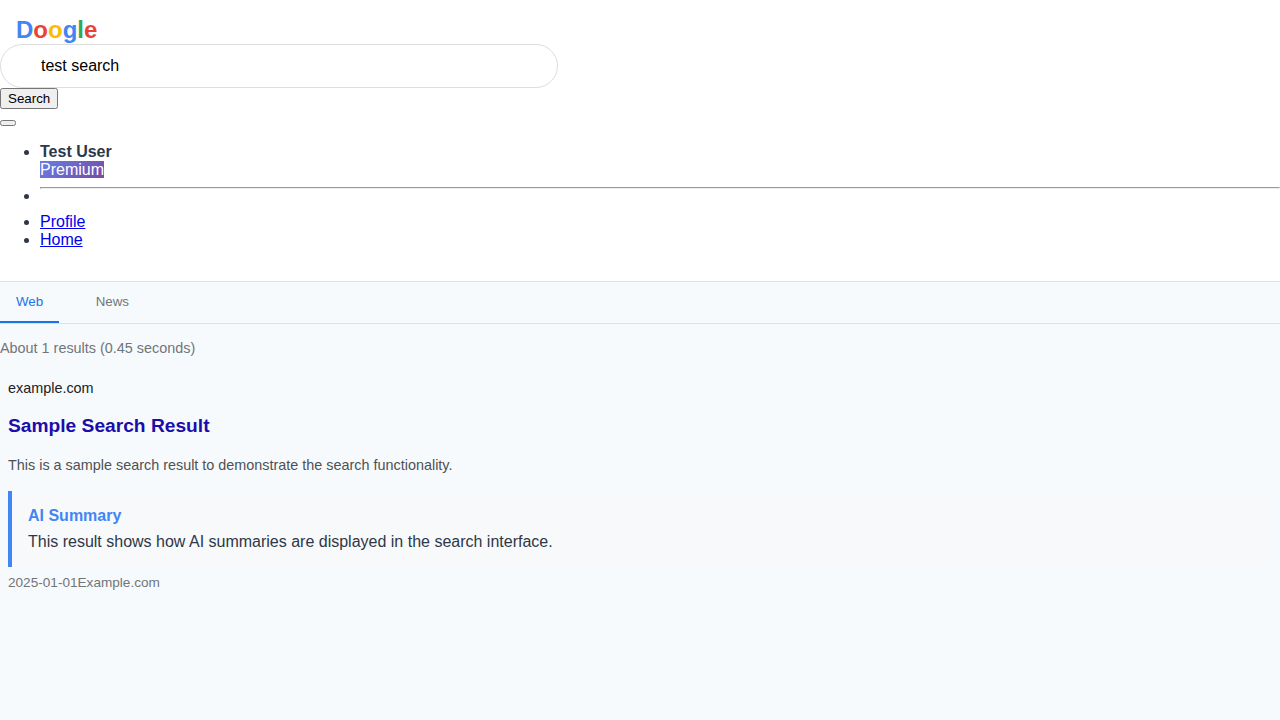 Doogle
test search
Search
Test User
Premium
Profile
Home
Web News
About 1 results (0.45 seconds)
example.com
Sample Search Result
This is a sample search result to demonstrate the search functionality.
AI Summary
This result shows how AI summaries are displayed in the search interface.
2025-01-01Example.com